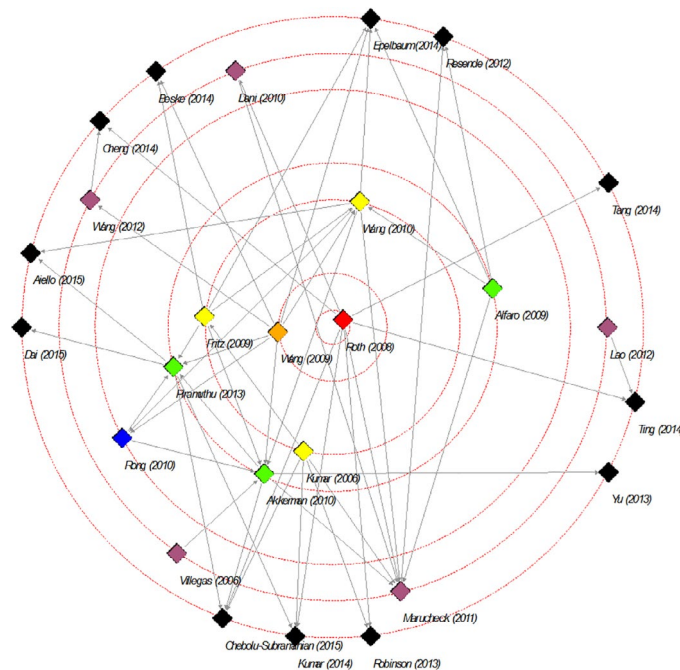 Epelbaum(2014)
Resende (2012)
Beske (2014)
Liani (2010)
Cheng (2014)
Tang (2014)
Wang (2012)
Wang (2010)
Aiello (2015)
Alfaro (2009)
Fritz (2009)
Roth (2008)
Dai (2015)
Wang (2009)
Lao (2012)
Piramuthu (2013)
Ting (2014)
Rong (2010)
Kumar (2006)
Akkerman (2010)
Yu (2013)
Villegas (2006)
Marucheck (2011)
Chebolu-Subramanian (2015)
Kumar (2014)
Robinson (2013)